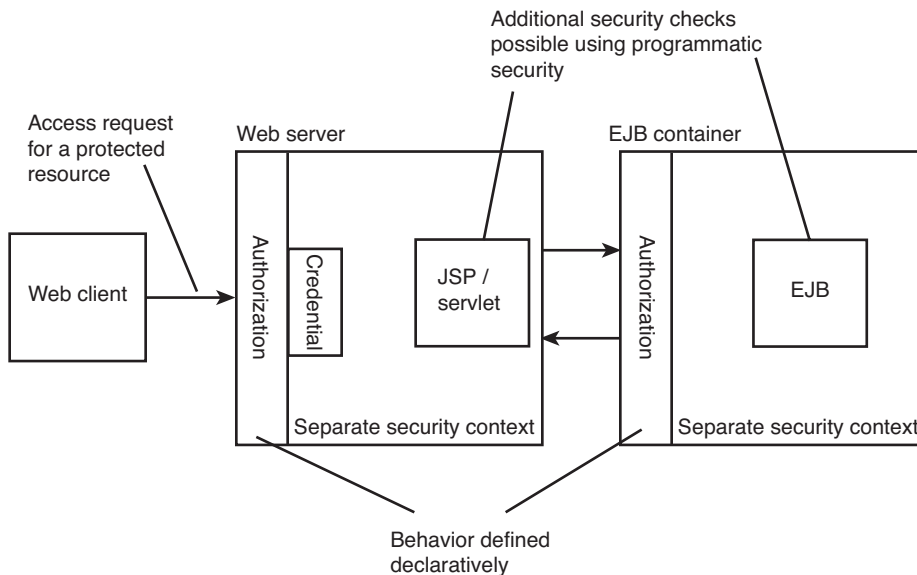 Additional security checks
possible using programmatic
security
Access request
for a protected
resource
Web server
EJB container
Web client
Authorization
Credential
JSP /
servlet
Authorization
EJB
Separate security context
Separate security context
Behavior defined
declaratively